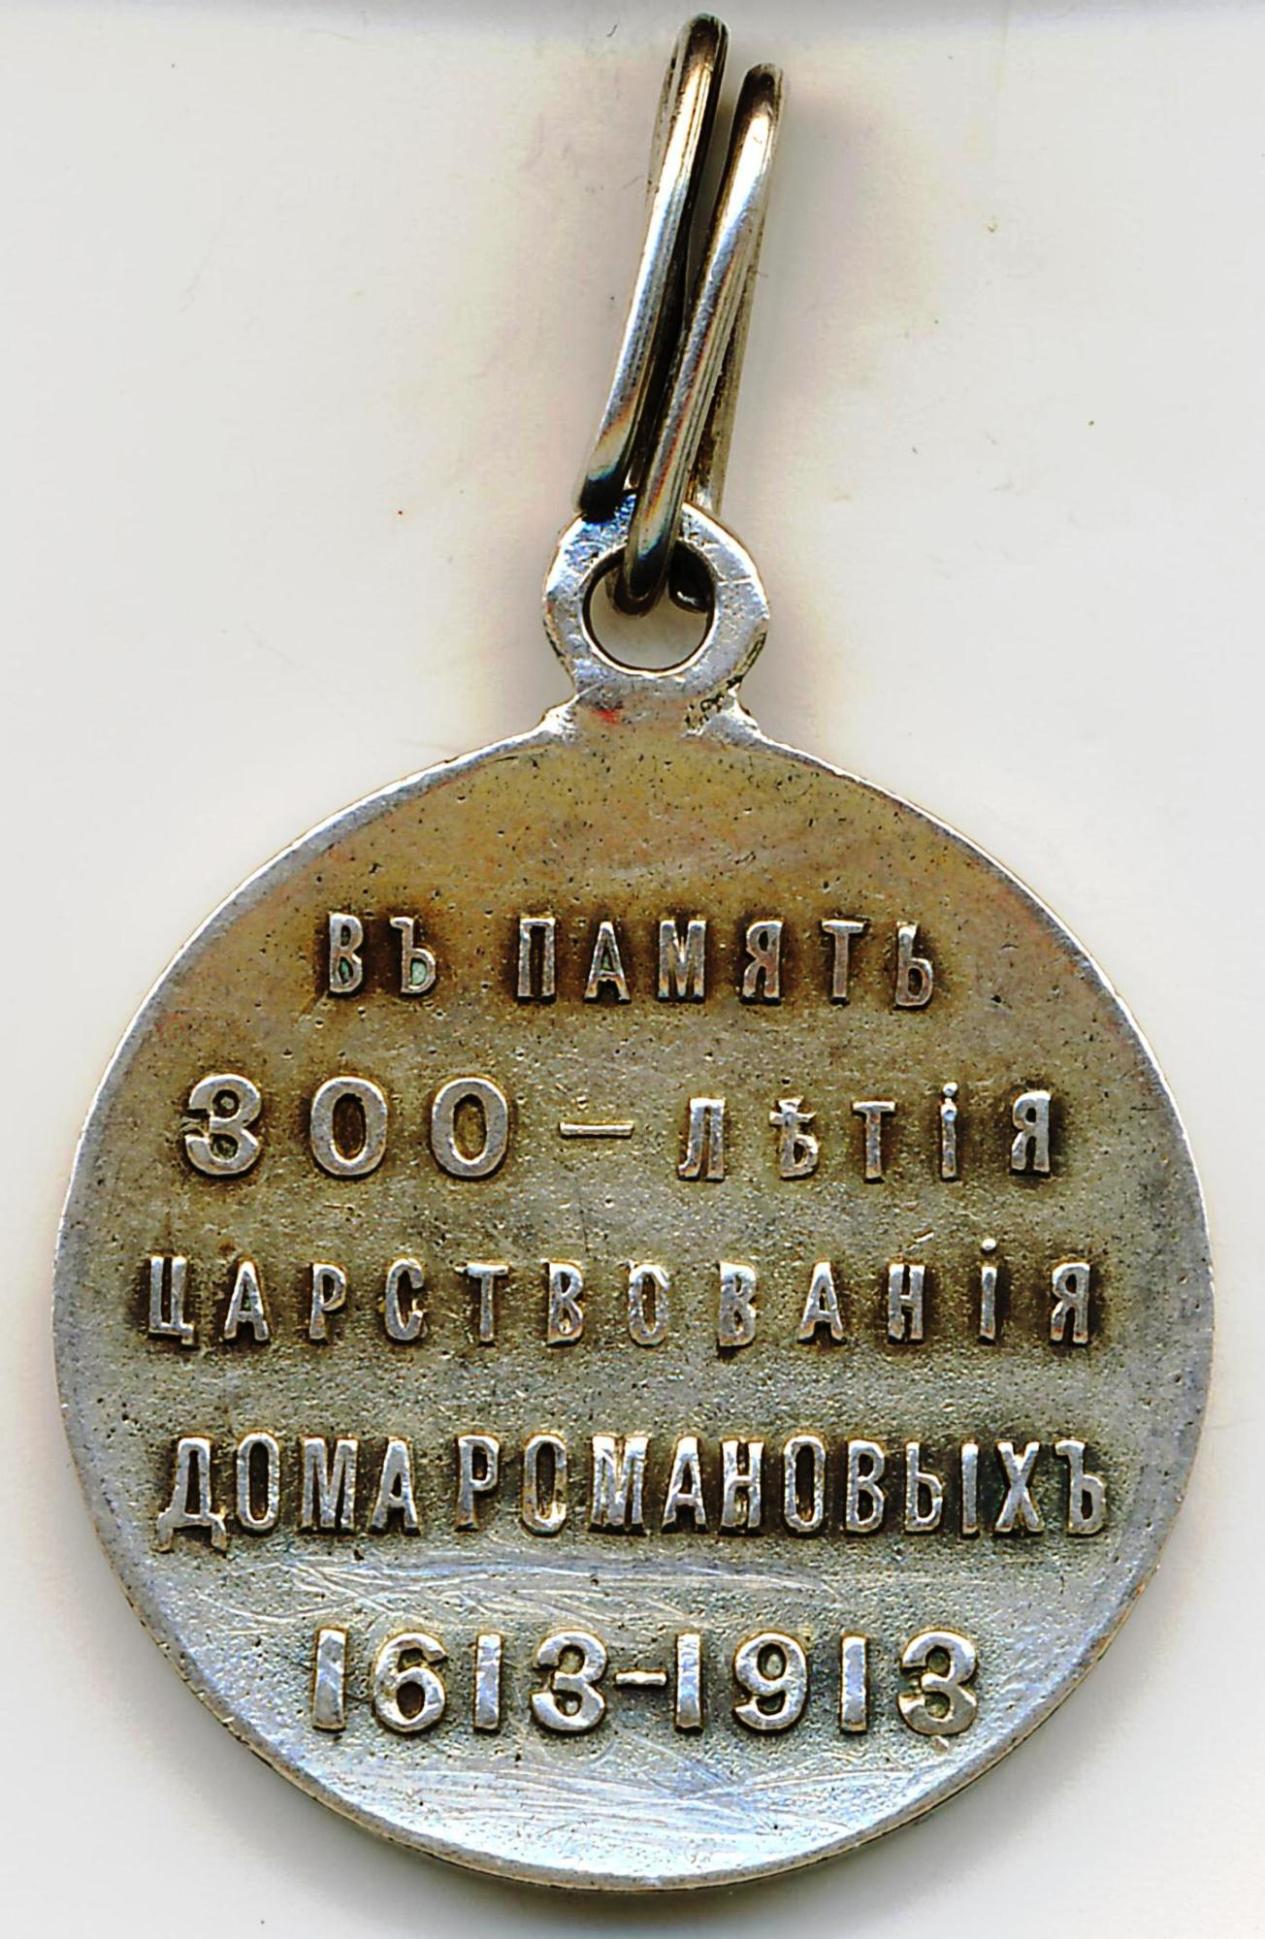 ВЪ ПАМЯТЬ
300 — ЛѢТІЯ
ЦАРСТВОВАНІЯ
ДОМА РОМАНОВЫХЪ
1613-1913